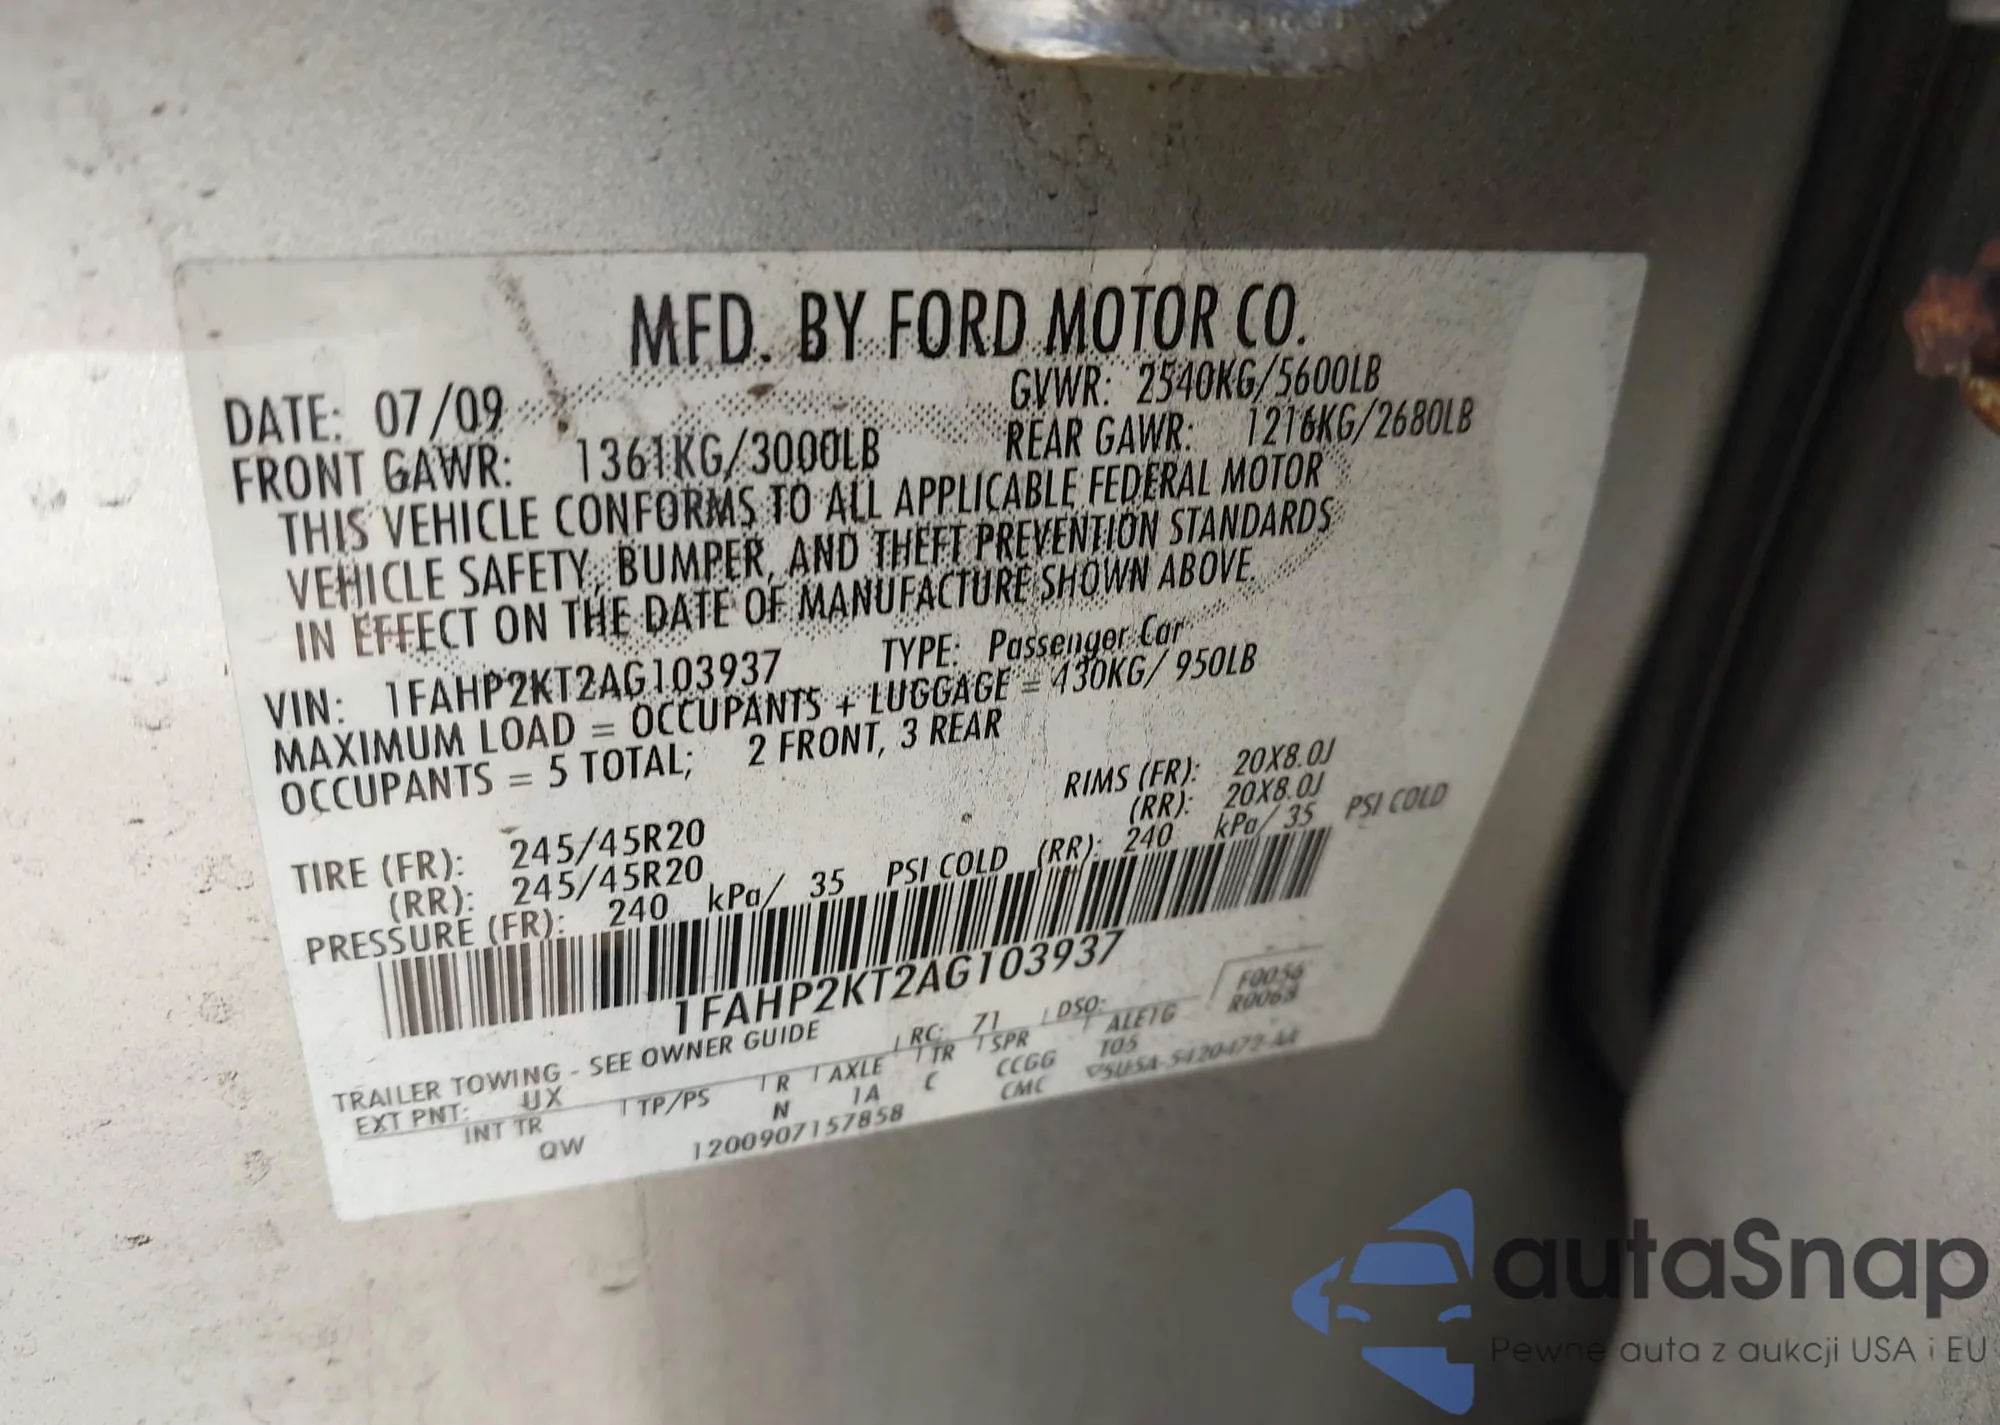 MFD. BY FORD MOTOR CO.
DATE: 07/09 GVWR: 2540KG/5600LB
FRONT GAWR: 1361KG/3000LB REAR GAWR: 1216KG/2680LB
THIS VEHICLE CONFORMS TO ALL APPLICABLE FEDERAL MOTOR
VEHICLE SAFETY, BUMPER, AND THEFT PREVENTION STANDARDS
IN EFFECT ON THE DATE OF MANUFACTURE SHOWN ABOVE.
VIN: 1FAHP2KT2AG103937 TYPE: Passenger Car
MAXIMUM LOAD = OCCUPANTS + LUGGAGE = 430KG/ 950LB
OCCUPANTS = 5 TOTAL; 2 FRONT, 3 REAR
TIRE (FR): 245/45R20 RIMS (FR): 20X8.0J
(RR): 245/45R20 (RR): 20X8.0J
PRESSURE (FR): 240 kPa/ 35 PSI COLD (RR): 240 kPa/ 35 PSI COLD
1FAHP2KT2AG103937
TRAILER TOWING - SEE OWNER GUIDE
EXT PNT: UX RC: 71 DSO: F0056
R0068
INT TR TP/PS R AXLE TR SPR ALE1G
QW N 1A C CCGG T05
1200907157858 CMC
autaSnap
Pewne auta z aukcji USA i EU